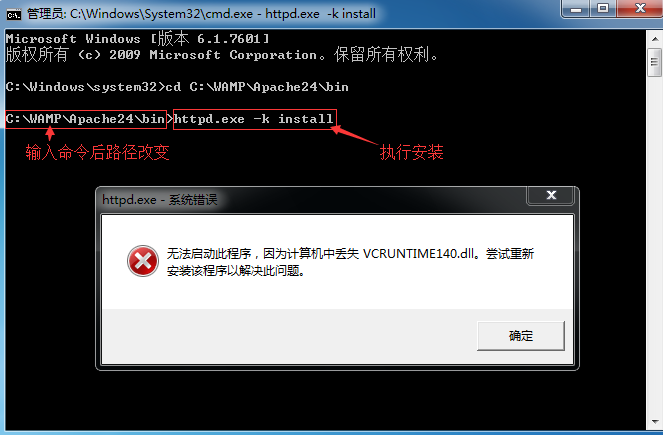 管理员: C:\Windows\System32\cmd.exe - httpd.exe -k install
Microsoft Windows [版本 6.1.7601]
版权所有 (c) 2009 Microsoft Corporation。保留所有权利。
C:\Windows\system32>cd C:\WAMP\Apache24\bin
C:\WAMP\Apache24\bin>httpd.exe -k install
输入命令后路径改变
执行安装
httpd.exe - 系统错误
无法启动此程序，因为计算机中丢失 VCRUNTIME140.dll。尝试重新
安装该程序以解决此问题。
确定